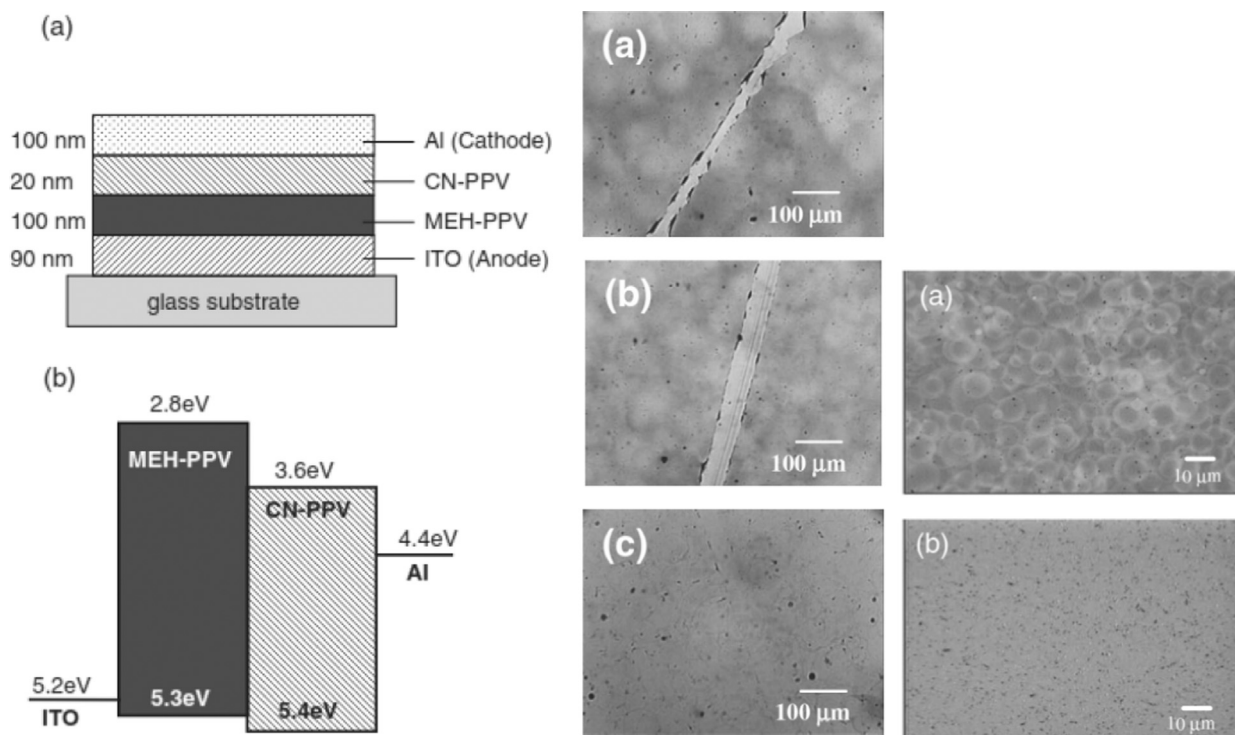 (a)
100 nm Al (Cathode)
20 nm CN-PPV
100 nm MEH-PPV
90 nm ITO (Anode)
glass substrate
(b)
2.8eV
MEH-PPV
3.6eV
CN-PPV
4.4eV
Al
5.2eV
ITO
5.3eV
5.4eV
(a)
100 μm
(b)
100 μm
(c)
100 μm
(a)
10 μm
(b)
10 μm